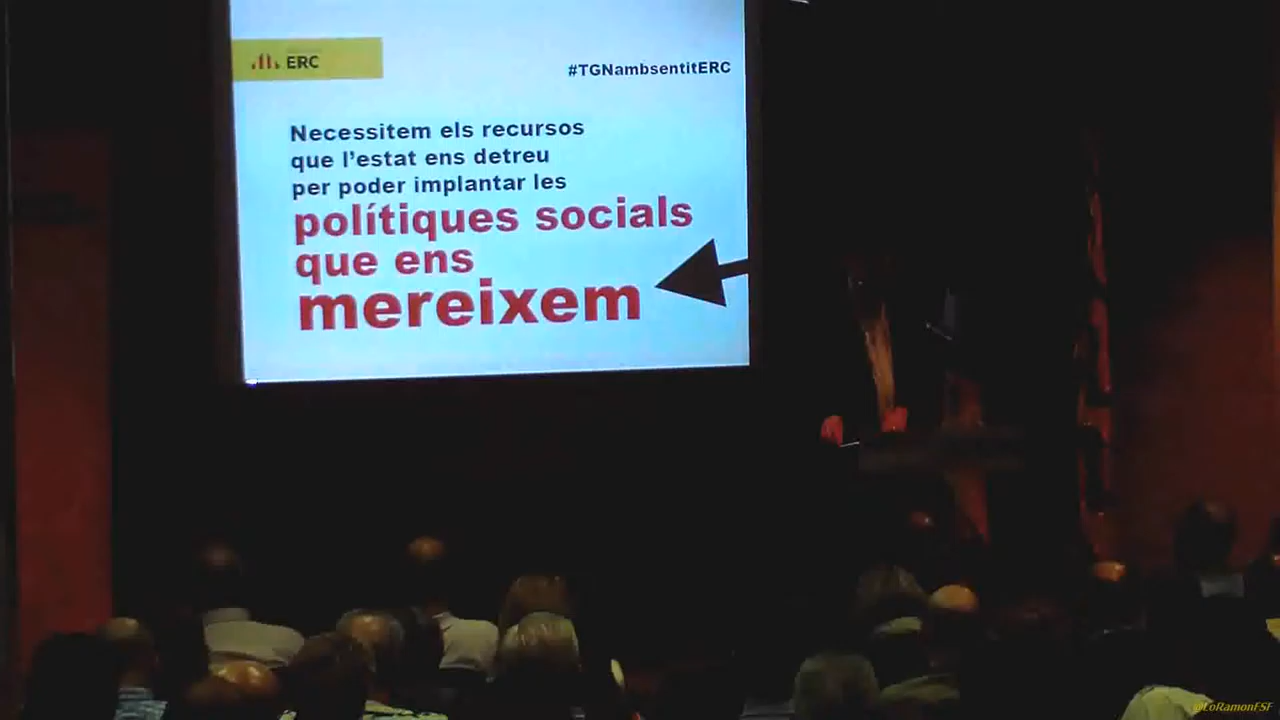 ERC
#TGNambsentitERC
Necessitem els recursos
que l'estat ens detreu
per poder implantar les
polítiques socials
que ens
mereixem
@LoRamonFSF